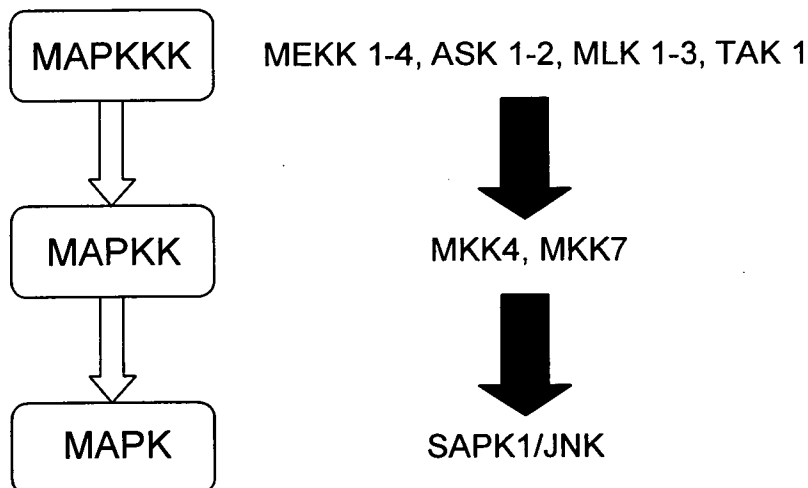 MAPKKK MEKK 1-4, ASK 1-2, MLK 1-3, TAK 1
MAPKK MKK4, MKK7
MAPK SAPK1/JNK